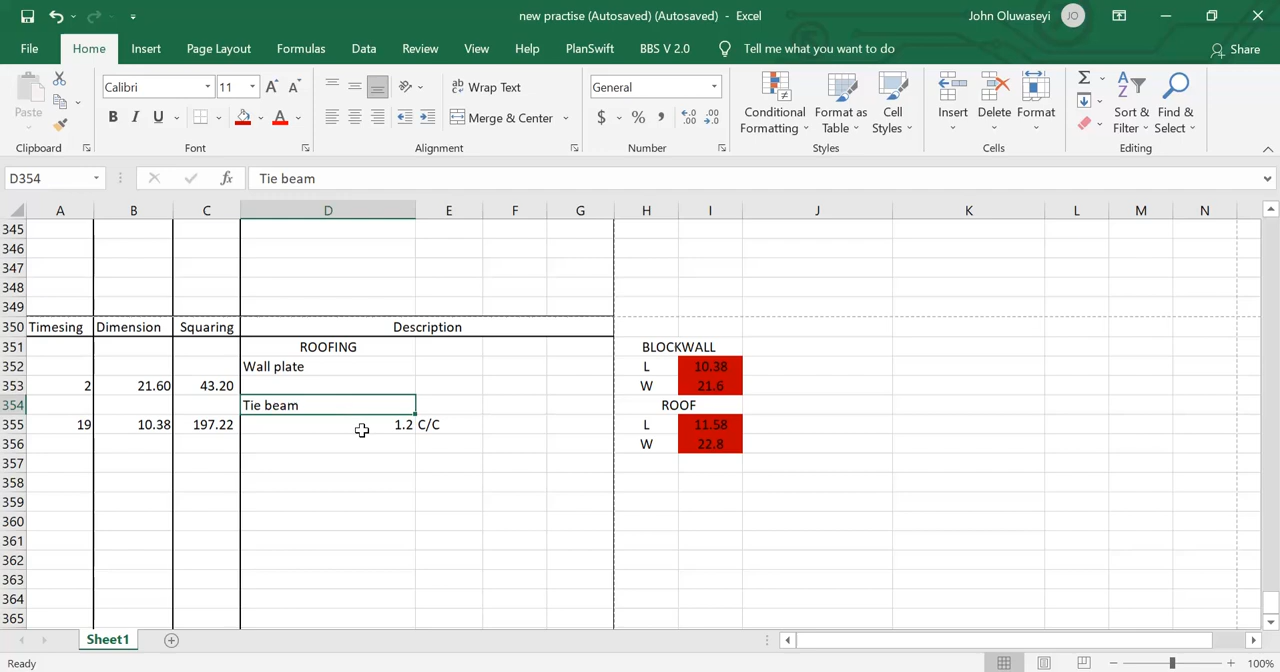 new practise (Autosaved) (Autosaved) - Excel
John Oluwaseyi JO
File Home Insert Page Layout Formulas Data Review View Help PlanSwift BBS V 2.0 Tell me what you want to do Share
Calibri 11 Wrap Text General
Paste B I U Merge & Center $ % Conditional Formatting Format as Table Cell Styles Insert Delete Format Sort & Filter Find & Select
Clipboard Font Alignment Number Styles Cells Editing
D354 fx Tie beam
A B C D E F G H I J K L M N
345
346
347
348
349
350 Timesing Dimension Squaring Description
351 ROOFING BLOCKWALL
352 Wall plate L 10.38
353 2 21.60 43.20 W 21.6
354 Tie beam ROOF
355 19 10.38 197.22 1.2 C/C L 11.58
356 W 22.8
357
358
359
360
361
362
363
364
365
Sheet1
Ready 100%